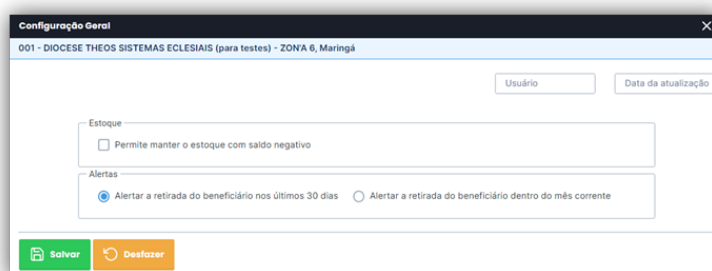 Configuração Geral
001 - DIOCESE THEOS SISTEMAS ECLESIAIS (para testes) - ZON'A 6, Maringá
Usuário Data da atualização
Estoque
Permite manter o estoque com saldo negativo
Alertas
Alertar a retirada do beneficiário nos últimos 30 dias Alertar a retirada do beneficiário dentro do mês corrente
Salvar Desfazer